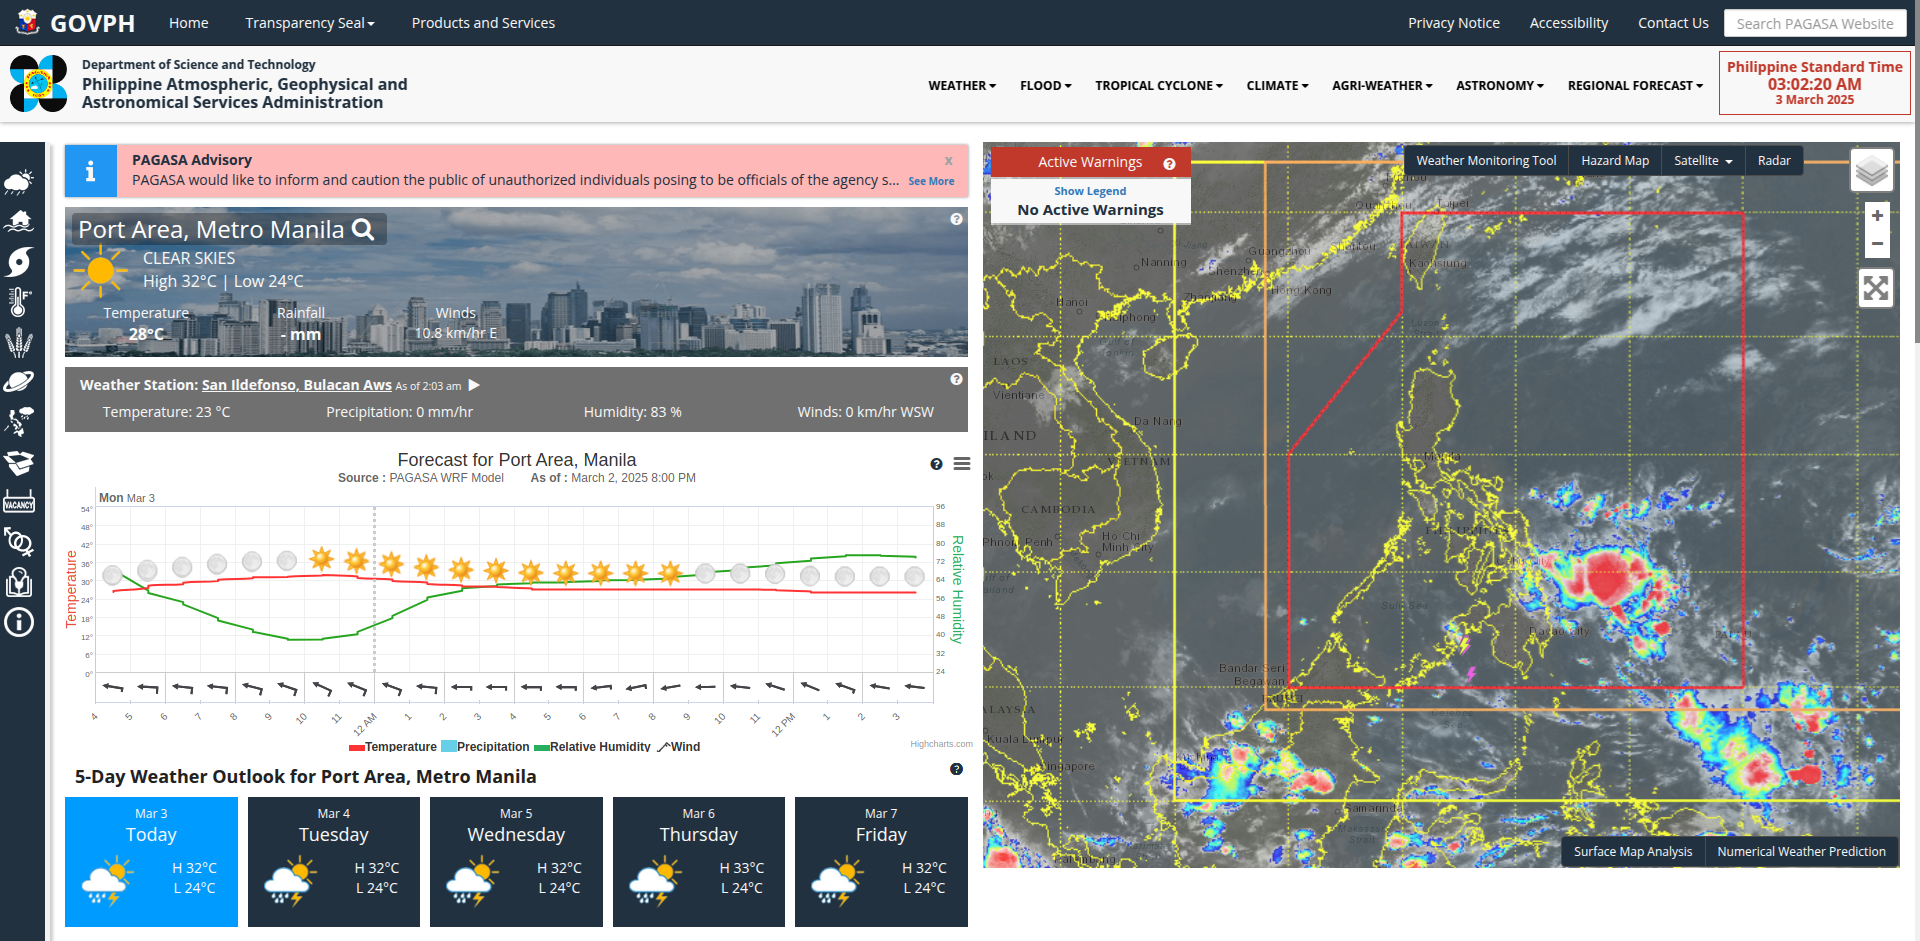 GOVPH
Home
Transparency Seal
Products and Services
Privacy Notice
Accessibility
Contact Us
Search PAGASA Website
Department of Science and Technology
Philippine Atmospheric, Geophysical and
Astronomical Services Administration
WEATHER
FLOOD
TROPICAL CYCLONE
CLIMATE
AGRI-WEATHER
ASTRONOMY
REGIONAL FORECAST
Philippine Standard Time
03:02:20 AM
3 March 2025
VACANCY
PAGASA Advisory
x
PAGASA would like to inform and caution the public of unauthorized individuals posing to be officials of the agency s... See More
Port Area, Metro Manila
CLEAR SKIES
High 32°C | Low 24°C
Temperature
28°C
Rainfall
- mm
Winds
10.8 km/hr E
Weather Station: San Ildefonso, Bulacan Aws As of 2:03 am
Temperature: 23 °C
Precipitation: 0 mm/hr
Humidity: 83 %
Winds: 0 km/hr WSW
Forecast for Port Area, Manila
Source : PAGASA WRF Model As of : March 2, 2025 8:00 PM
Mon Mar 3
Temperature
54°
48°
42°
36°
30°
24°
18°
12°
6°
0°
96
88
80
72
64
56
48
40
32
24
Relative Humidity
4 5 6 7 8 9 10 11 12 AM 1 2 3 4 5 6 7 8 9 10 11 12 PM 1 2 3
Temperature Precipitation Relative Humidity Wind
Highcharts.com
5-Day Weather Outlook for Port Area, Metro Manila
Mar 3
Today
H 32°C
L 24°C
Mar 4
Tuesday
H 32°C
L 24°C
Mar 5
Wednesday
H 32°C
L 24°C
Mar 6
Thursday
H 33°C
L 24°C
Mar 7
Friday
H 32°C
L 24°C
Active Warnings
Show Legend
No Active Warnings
Weather Monitoring Tool
Hazard Map
Satellite
Radar
+
−
Taipei
Guangzhou
Nanning
Shenzhen
Kaohsiung
Hong Kong
Hanoi
LAOS
Vientiane
Da Nang
ILAND
VIETNAM
Manila
CAMBODIA
Phnom Penh
Ho Chi
Minh City
Sulu Sea
Davao City
PALAU
Bandar Seri
Begawan
ALAYSIA
Kuala Lumpur
Singapore
Samarinda
Surface Map Analysis
Numerical Weather Prediction